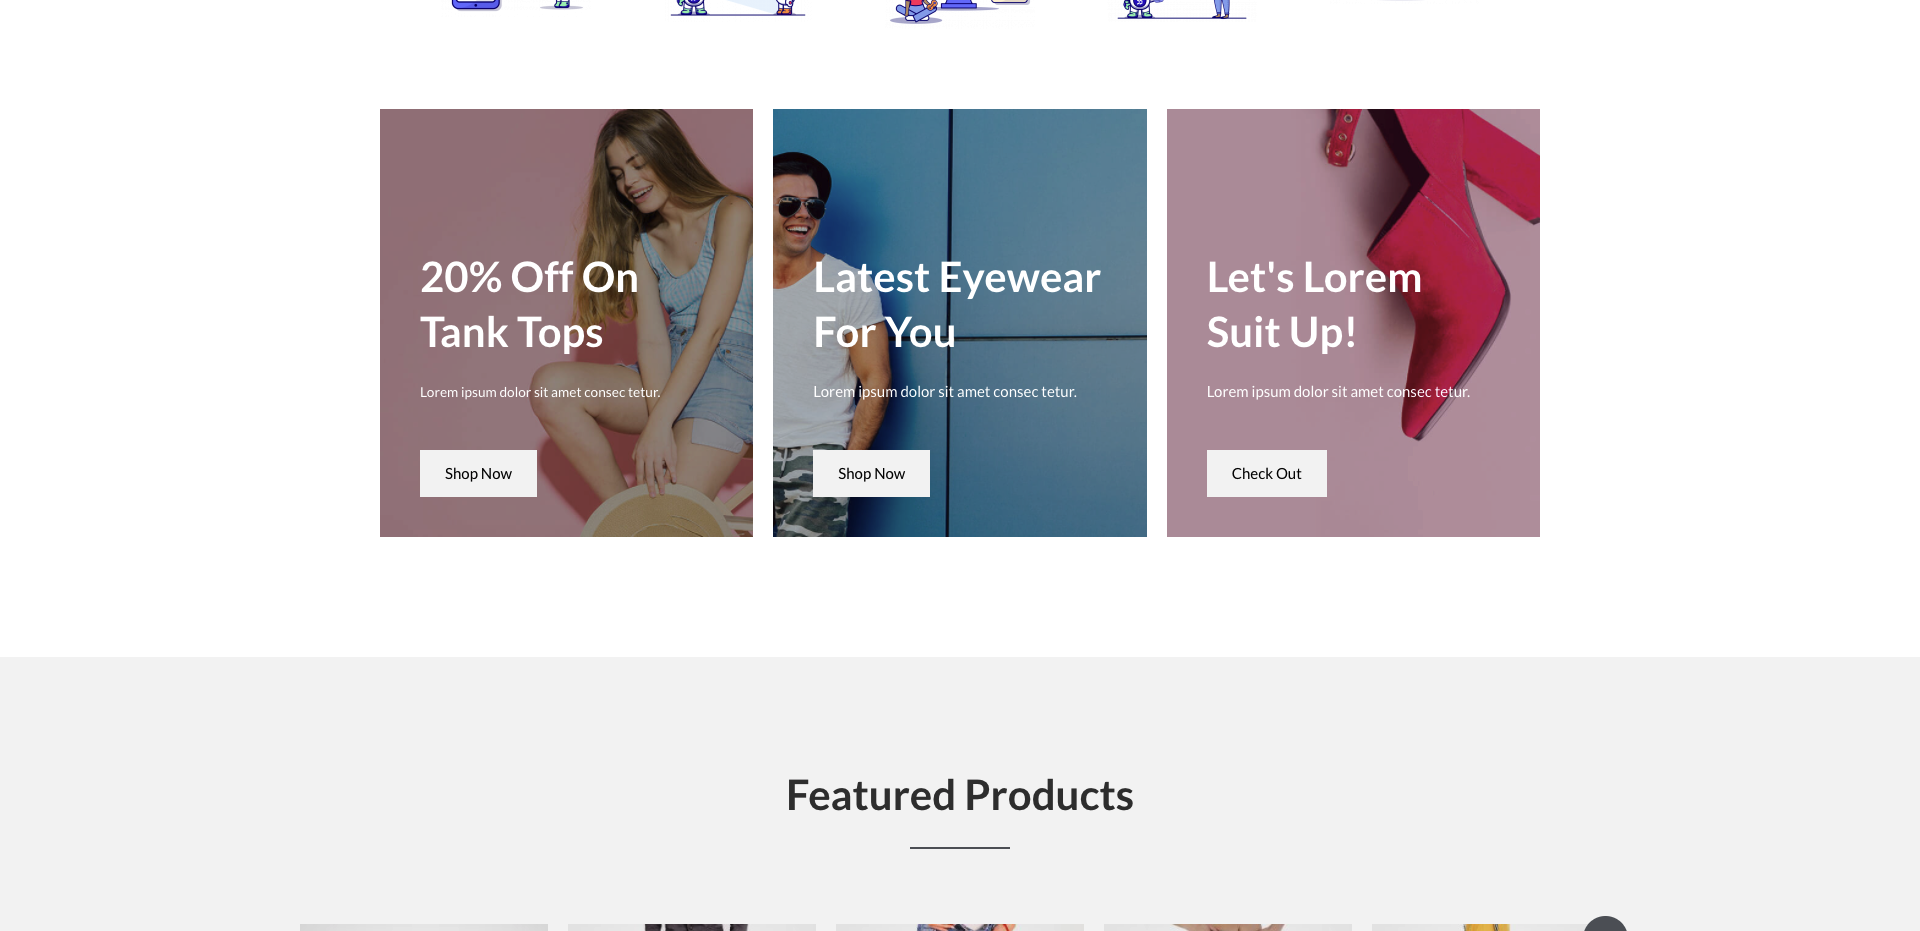 20% Off On
Tank Tops
Lorem ipsum dolor sit amet consec tetur.
Shop Now
Latest Eyewear
For You
Lorem ipsum dolor sit amet consec tetur.
Shop Now
Let's Lorem
Suit Up!
Lorem ipsum dolor sit amet consec tetur.
Check Out
Featured Products